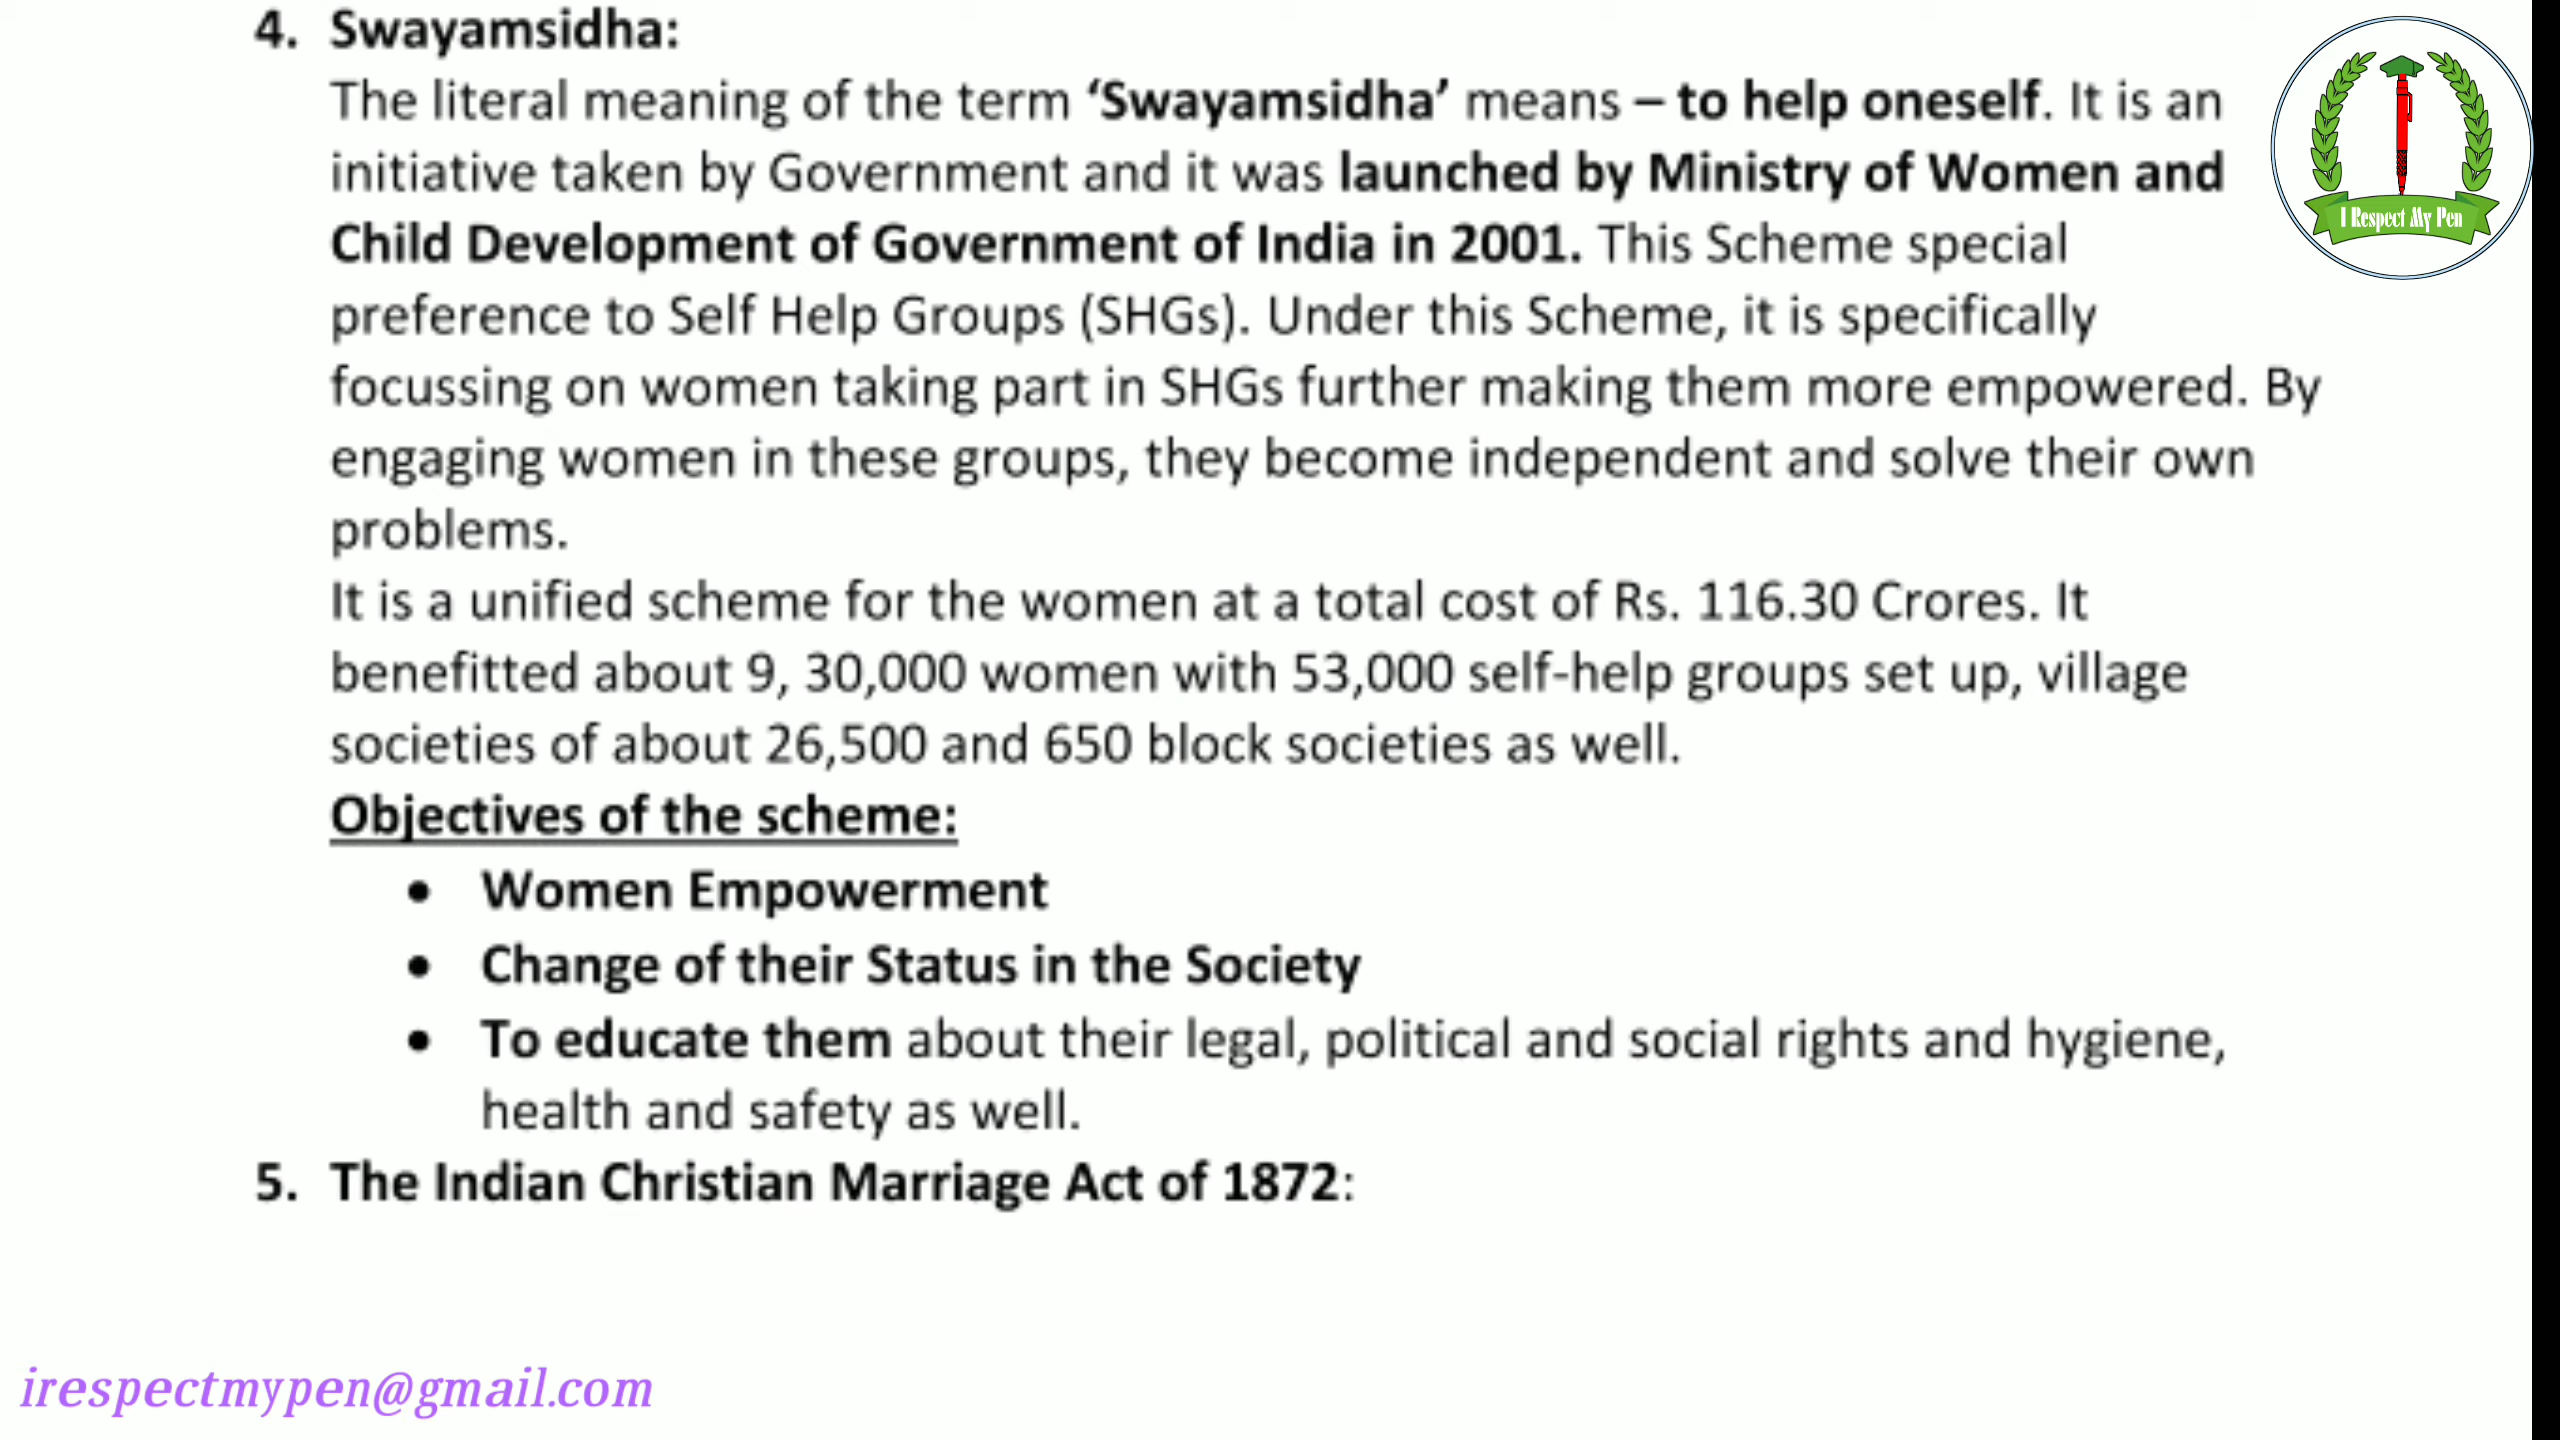 4. Swayamsidha:
The literal meaning of the term ‘Swayamsidha’ means – to help oneself. It is an
initiative taken by Government and it was launched by Ministry of Women and
Child Development of Government of India in 2001. This Scheme special
preference to Self Help Groups (SHGs). Under this Scheme, it is specifically
focussing on women taking part in SHGs further making them more empowered. By
engaging women in these groups, they become independent and solve their own
problems.
It is a unified scheme for the women at a total cost of Rs. 116.30 Crores. It
benefitted about 9, 30,000 women with 53,000 self-help groups set up, village
societies of about 26,500 and 650 block societies as well.
Objectives of the scheme:
• Women Empowerment
• Change of their Status in the Society
• To educate them about their legal, political and social rights and hygiene,
health and safety as well.
5. The Indian Christian Marriage Act of 1872:
I Respect My Pen
irespectmypen@gmail.com